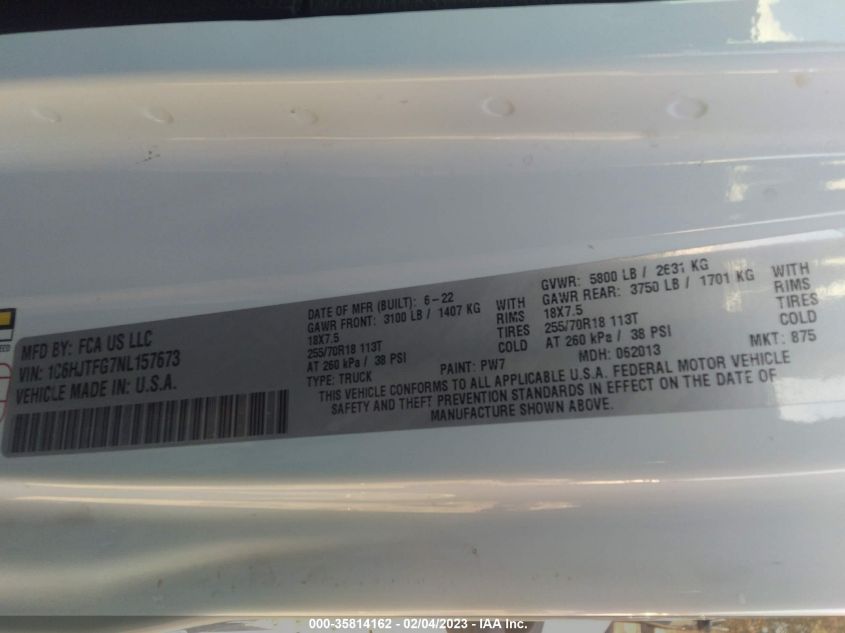 MFD BY: FCA US LLC
VIN: 1C6HJTFG7NL157673
VEHICLE MADE IN: U.S.A.
DATE OF MFR (BUILT): 6-22
GAWR FRONT: 3100 LB / 1407 KG WITH
18X7.5 RIMS
255/70R18 113T TIRES
AT 260 kPa / 38 PSI COLD
TYPE: TRUCK PAINT: PW7
GVWR: 5800 LB / 2631 KG
GAWR REAR: 3750 LB / 1701 KG WITH
18X7.5 RIMS
255/70R18 113T TIRES
AT 260 kPa / 38 PSI COLD
MDH: 062013 MKT: 875
THIS VEHICLE CONFORMS TO ALL APPLICABLE U.S.A. FEDERAL MOTOR VEHICLE
SAFETY AND THEFT PREVENTION STANDARDS IN EFFECT ON THE DATE OF
MANUFACTURE SHOWN ABOVE.
000-35814162 - 02/04/2023 - IAA Inc.